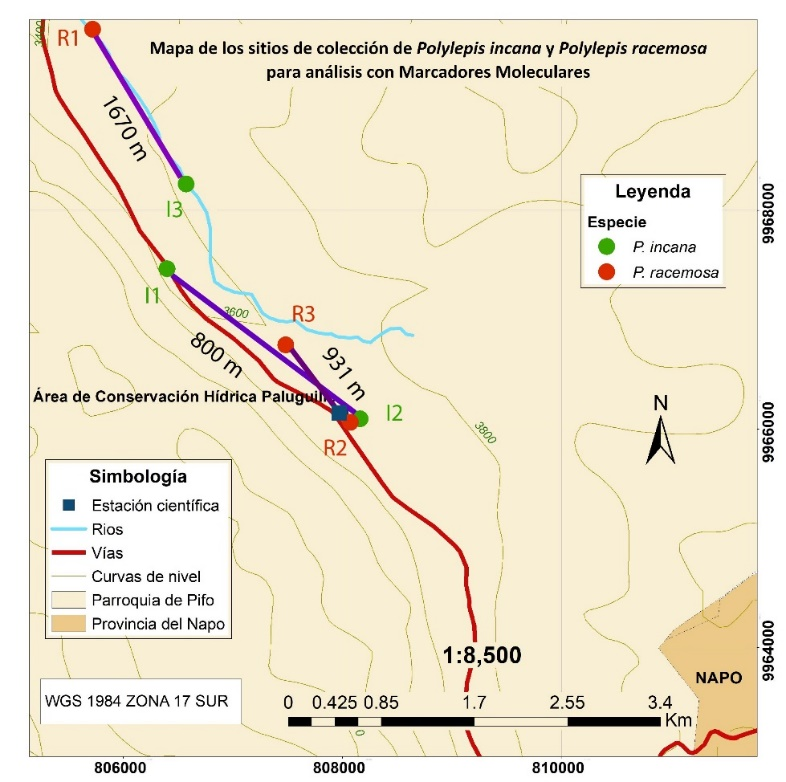 Mapa de los sitios de colección de Polylepis incana y Polylepis racemosa
para análisis con Marcadores Moleculares
3400
R1
1670 m
I3
Leyenda
Especie
P. incana
P. racemosa
9968000
I1
3600
R3
800 m
931 m
Área de Conservación Hídrica Paluguill
I2
R2
3800
N
9966000
Simbología
Estación científica
Rios
Vías
Curvas de nivel
Parroquia de Pifo
Provincia del Napo
1:8,500
9964000
NAPO
WGS 1984 ZONA 17 SUR
0 0.425 0.85 1.7 2.55 3.4
Km
806000 808000 810000